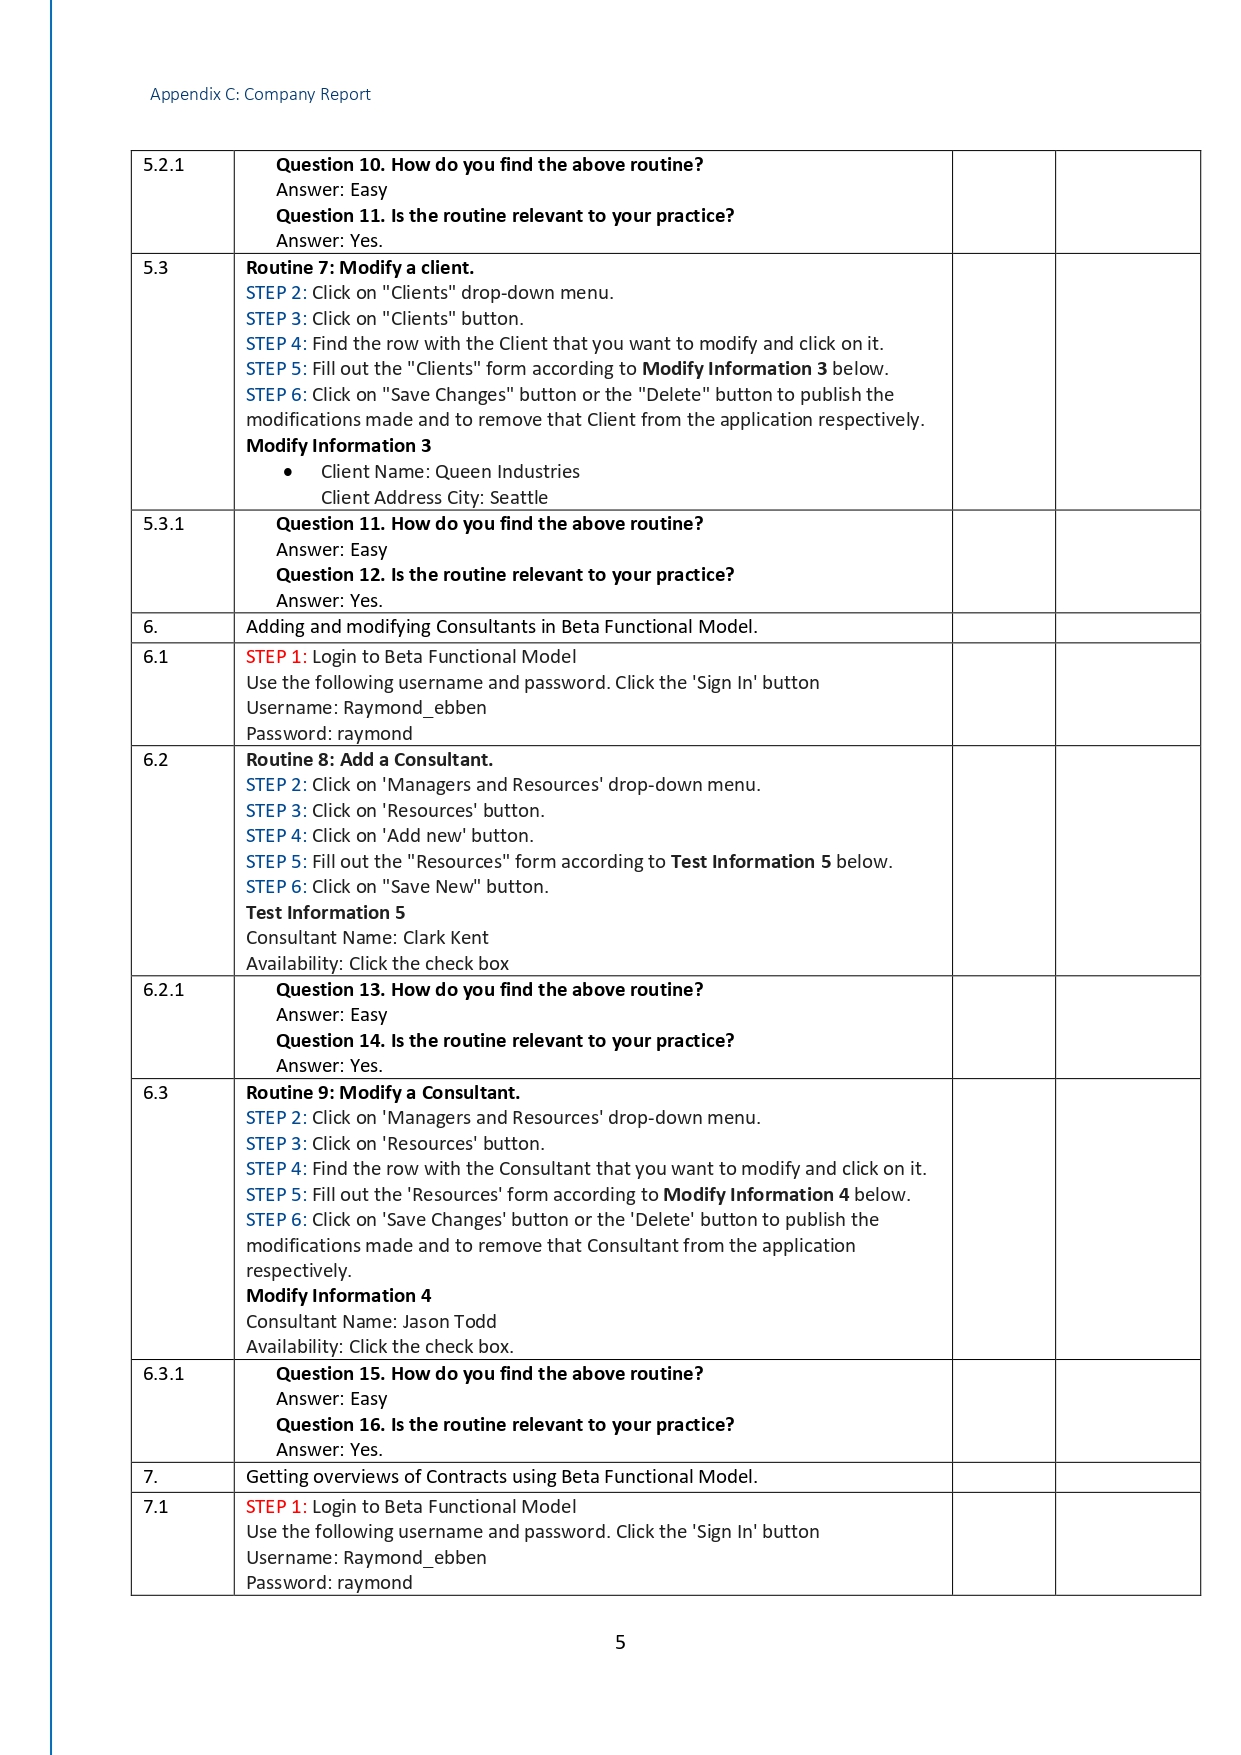 Appendix C: Company Report
5.2.1
Question 10. How do you find the above routine?
Answer: Easy
Question 11. Is the routine relevant to your practice?
Answer: Yes.
5.3
Routine 7: Modify a client.
STEP 2: Click on "Clients" drop-down menu.
STEP 3: Click on "Clients" button.
STEP 4: Find the row with the Client that you want to modify and click on it.
STEP 5: Fill out the "Clients" form according to Modify Information 3 below.
STEP 6: Click on "Save Changes" button or the "Delete" button to publish the
modifications made and to remove that Client from the application respectively.
Modify Information 3
• Client Name: Queen Industries
Client Address City: Seattle
5.3.1
Question 11. How do you find the above routine?
Answer: Easy
Question 12. Is the routine relevant to your practice?
Answer: Yes.
6.
Adding and modifying Consultants in Beta Functional Model.
6.1
STEP 1: Login to Beta Functional Model
Use the following username and password. Click the 'Sign In' button
Username: Raymond_ebben
Password: raymond
6.2
Routine 8: Add a Consultant.
STEP 2: Click on 'Managers and Resources' drop-down menu.
STEP 3: Click on 'Resources' button.
STEP 4: Click on 'Add new' button.
STEP 5: Fill out the "Resources" form according to Test Information 5 below.
STEP 6: Click on "Save New" button.
Test Information 5
Consultant Name: Clark Kent
Availability: Click the check box
6.2.1
Question 13. How do you find the above routine?
Answer: Easy
Question 14. Is the routine relevant to your practice?
Answer: Yes.
6.3
Routine 9: Modify a Consultant.
STEP 2: Click on 'Managers and Resources' drop-down menu.
STEP 3: Click on 'Resources' button.
STEP 4: Find the row with the Consultant that you want to modify and click on it.
STEP 5: Fill out the 'Resources' form according to Modify Information 4 below.
STEP 6: Click on 'Save Changes' button or the 'Delete' button to publish the
modifications made and to remove that Consultant from the application
respectively.
Modify Information 4
Consultant Name: Jason Todd
Availability: Click the check box.
6.3.1
Question 15. How do you find the above routine?
Answer: Easy
Question 16. Is the routine relevant to your practice?
Answer: Yes.
7.
Getting overviews of Contracts using Beta Functional Model.
7.1
STEP 1: Login to Beta Functional Model
Use the following username and password. Click the 'Sign In' button
Username: Raymond_ebben
Password: raymond
5